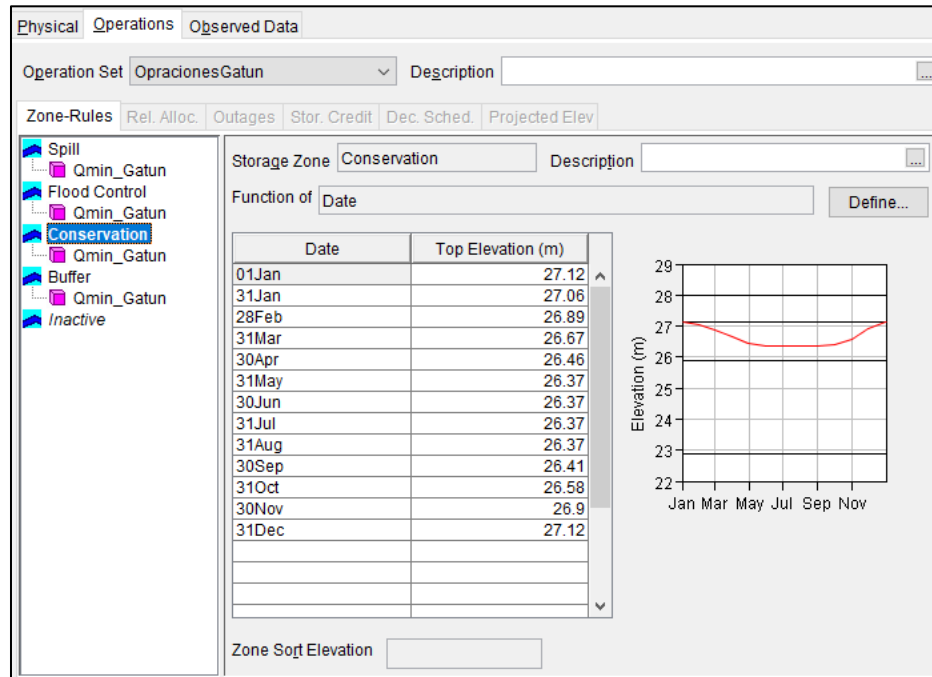 Physical Operations Observed Data
Operation Set OpracionesGatun Description ...
Zone-Rules Rel. Alloc. Outages Stor. Credit Dec. Sched. Projected Elev
Spill
Qmin_Gatun
Flood Control
Qmin_Gatun
Conservation
Qmin_Gatun
Buffer
Qmin_Gatun
Inactive
Storage Zone Conservation Description ...
Function of Date Define...
Date Top Elevation (m)
01Jan 27.12
31Jan 27.06
28Feb 26.89
31Mar 26.67
30Apr 26.46
31May 26.37
30Jun 26.37
31Jul 26.37
31Aug 26.37
30Sep 26.41
31Oct 26.58
30Nov 26.9
31Dec 27.12
Elevation (m)
29
28
27
26
25
24
23
22
Jan Mar May Jul Sep Nov
Zone Sort Elevation